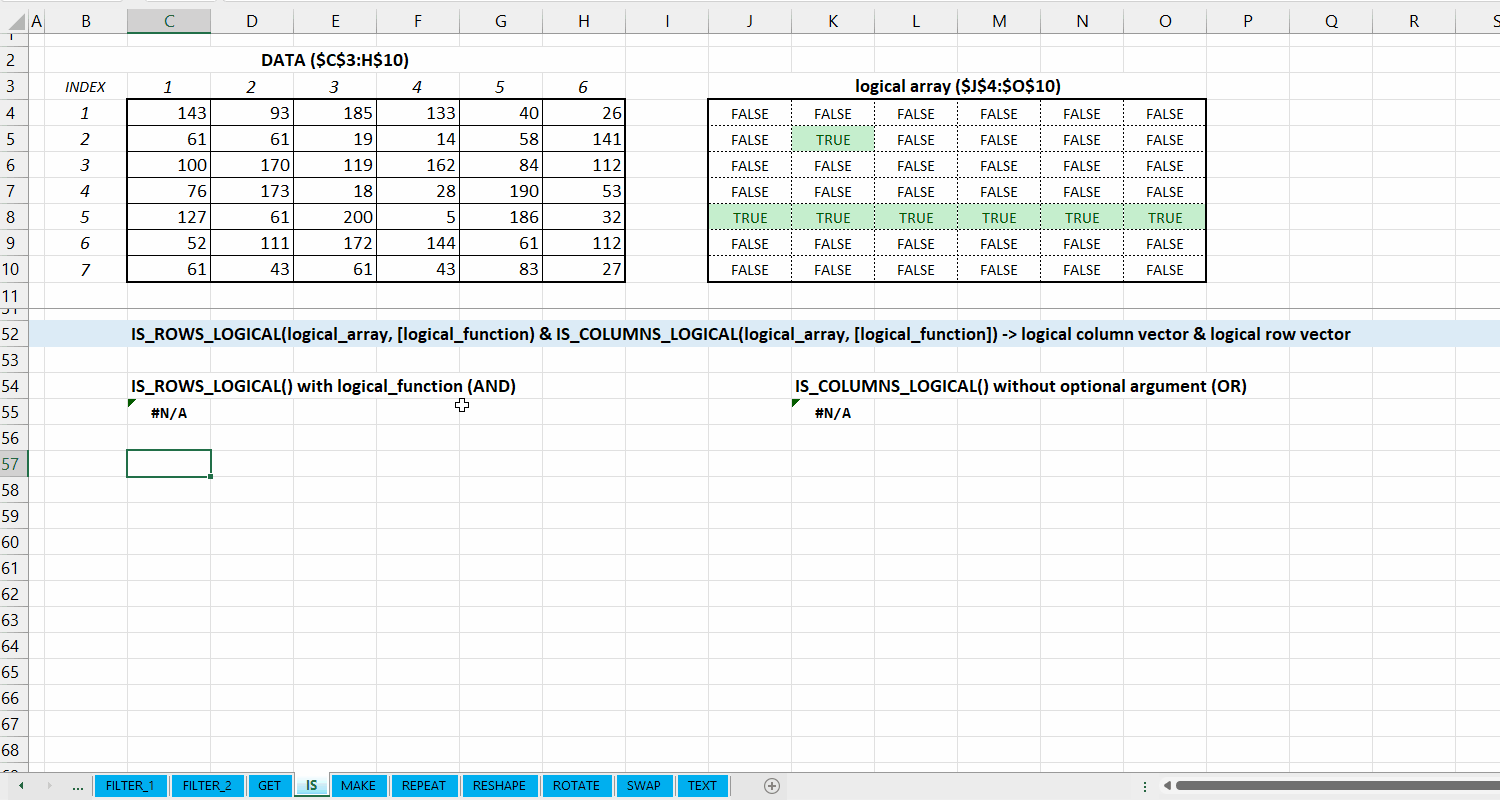 A B C D E F G H I J K L M N O P Q R S
1
2 DATA ($C$3:H$10)
3 INDEX 1 2 3 4 5 6 logical array ($J$4:$O$10)
4 1 143 93 185 133 40 26 FALSE FALSE FALSE FALSE FALSE FALSE
5 2 61 61 19 14 58 141 FALSE TRUE FALSE FALSE FALSE FALSE
6 3 100 170 119 162 84 112 FALSE FALSE FALSE FALSE FALSE FALSE
7 4 76 173 18 28 190 53 FALSE FALSE FALSE FALSE FALSE FALSE
8 5 127 61 200 5 186 32 TRUE TRUE TRUE TRUE TRUE TRUE
9 6 52 111 172 144 61 112 FALSE FALSE FALSE FALSE FALSE FALSE
10 7 61 43 61 43 83 27 FALSE FALSE FALSE FALSE FALSE FALSE
11
51
52 IS_ROWS_LOGICAL(logical_array, [logical_function) & IS_COLUMNS_LOGICAL(logical_array, [logical_function]) -> logical column vector & logical row vector
53
54 IS_ROWS_LOGICAL() with logical_function (AND) IS_COLUMNS_LOGICAL() without optional argument (OR)
55 #N/A #N/A
56
57
58
59
60
61
62
63
64
65
66
67
68
69
... FILTER_1 FILTER_2 GET IS MAKE REPEAT RESHAPE ROTATE SWAP TEXT